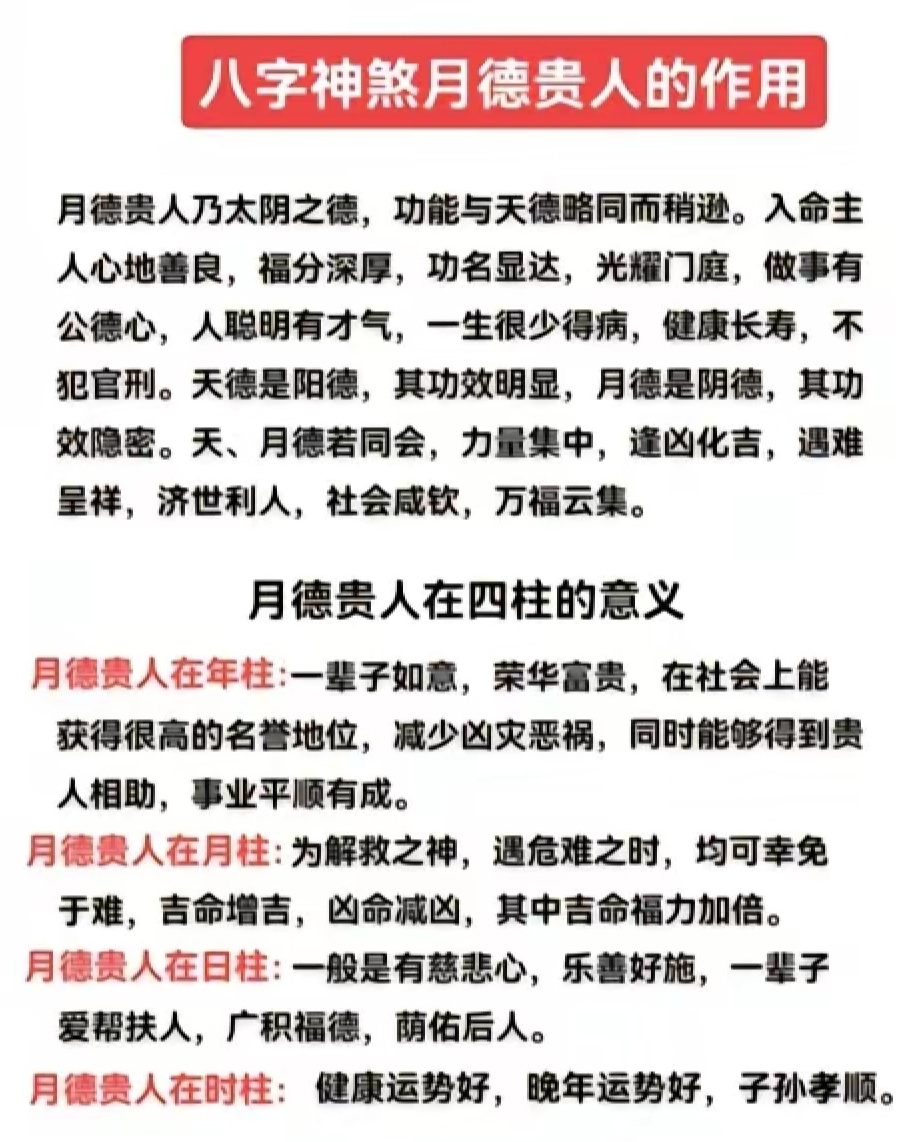 八字神煞月德贵人的作用
月德贵人乃太阴之德，功能与天德略同而稍逊。入命主
人心地善良，福分深厚，功名显达，光耀门庭，做事有
公德心，人聪明有才气，一生很少得病，健康长寿，不
犯官刑。天德是阳德，其功效明显，月德是阴德，其功
效隐密。天、月德若同会，力量集中，逢凶化吉，遇难
呈祥，济世利人，社会咸钦，万福云集。
月德贵人在四柱的意义
月德贵人在年柱:一辈子如意，荣华富贵，在社会上能
获得很高的名誉地位，减少凶灾恶祸，同时能够得到贵
人相助，事业平顺有成。
月德贵人在月柱:为解救之神，遇危难之时，均可幸免
于难，吉命增吉，凶命减凶，其中吉命福力加倍。
月德贵人在日柱:一般是有慈悲心，乐善好施，一辈子
爱帮扶人，广积福德，荫佑后人。
月德贵人在时柱: 健康运势好，晚年运势好，子孙孝顺。